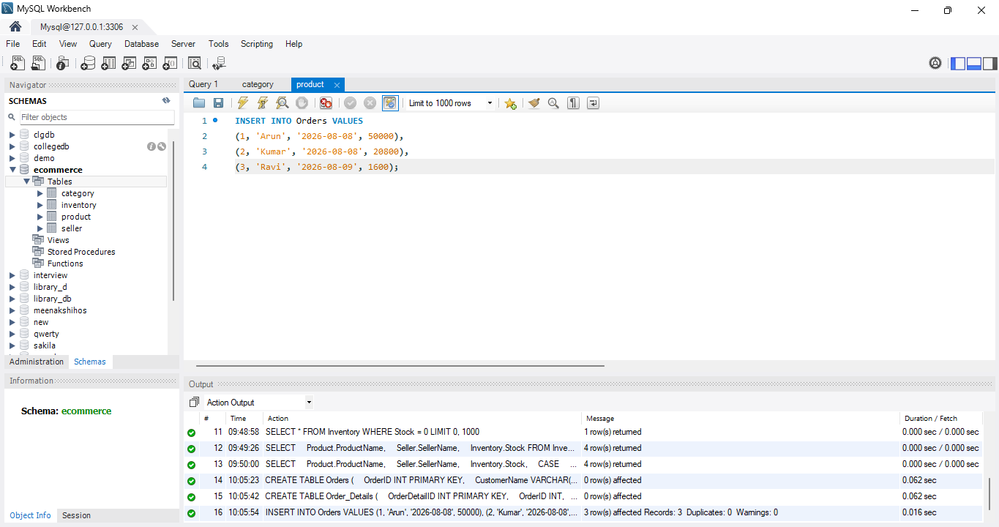 MySQL Workbench
Mysql@127.0.0.1:3306
File Edit View Query Database Server Tools Scripting Help
Navigator
SCHEMAS
Filter objects
clgdb
collegedb
demo
ecommerce
Tables
category
inventory
product
seller
Views
Stored Procedures
Functions
interview
library_d
library_db
meenakshihos
new
qwerty
sakila
Administration Schemas
Information
Schema: ecommerce
Object Info Session
Query 1 category product
Limit to 1000 rows
1 INSERT INTO Orders VALUES
2 (1, 'Arun', '2026-08-08', 50000),
3 (2, 'Kumar', '2026-08-08', 20800),
4 (3, 'Ravi', '2026-08-09', 1600);
Output
Action Output
# Time Action Message Duration / Fetch
11 09:48:58 SELECT * FROM Inventory WHERE Stock = 0 LIMIT 0, 1000 1 row(s) returned 0.000 sec / 0.000 sec
12 09:49:26 SELECT Product.ProductName, Seller.SellerName, Inventory.Stock FROM Inve... 4 row(s) returned 0.000 sec / 0.000 sec
13 09:50:00 SELECT Product.ProductName, Seller.SellerName, Inventory.Stock, CASE ... 4 row(s) returned 0.000 sec / 0.000 sec
14 10:05:23 CREATE TABLE Orders ( OrderID INT PRIMARY KEY, CustomerName VARCHAR(... 0 row(s) affected 0.062 sec
15 10:05:42 CREATE TABLE Order_Details ( OrderDetailID INT PRIMARY KEY, OrderID INT, ... 0 row(s) affected 0.062 sec
16 10:05:54 INSERT INTO Orders VALUES (1, 'Arun', '2026-08-08', 50000), (2, 'Kumar', '2026-08-08',... 3 row(s) affected Records: 3 Duplicates: 0 Warnings: 0 0.016 sec